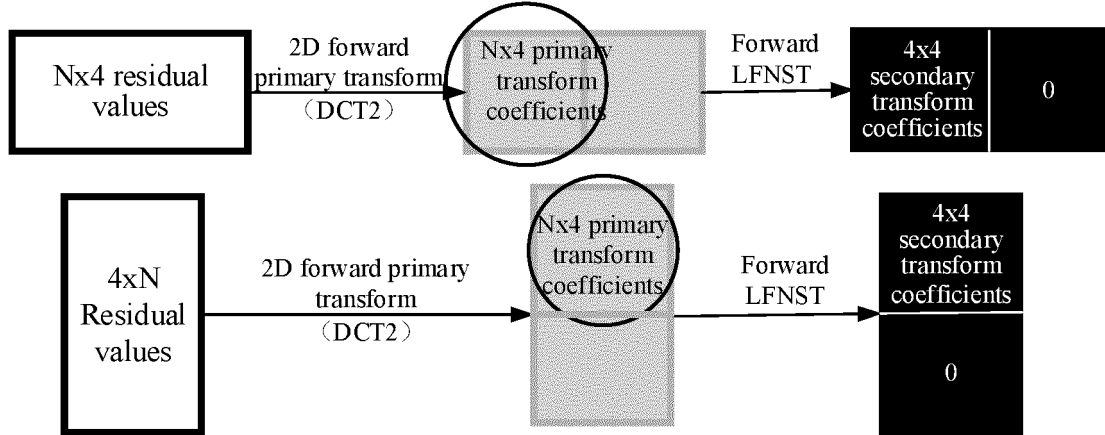 Nx4 residual
values
2D forward
primary transform
（DCT2）
Nx4 primary
transform
coefficients
Forward
LFNST
4x4
secondary
transform
coefficients
0
4xN
Residual
values
2D forward primary
transform
（DCT2）
Nx4 primary
transform
coefficients
Forward
LFNST
4x4
secondary
transform
coefficients
0